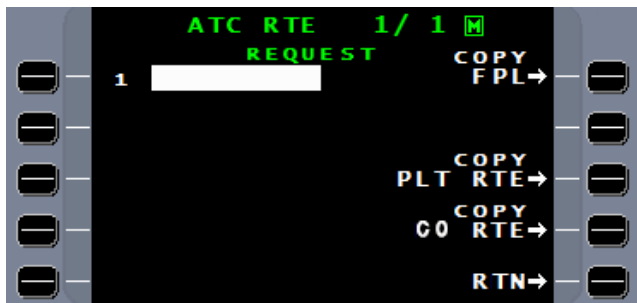 ATC RTE 1/ 1 M
REQUEST
COPY
1 FPL→
COPY
PLT RTE→
COPY
CO RTE→
RTN→